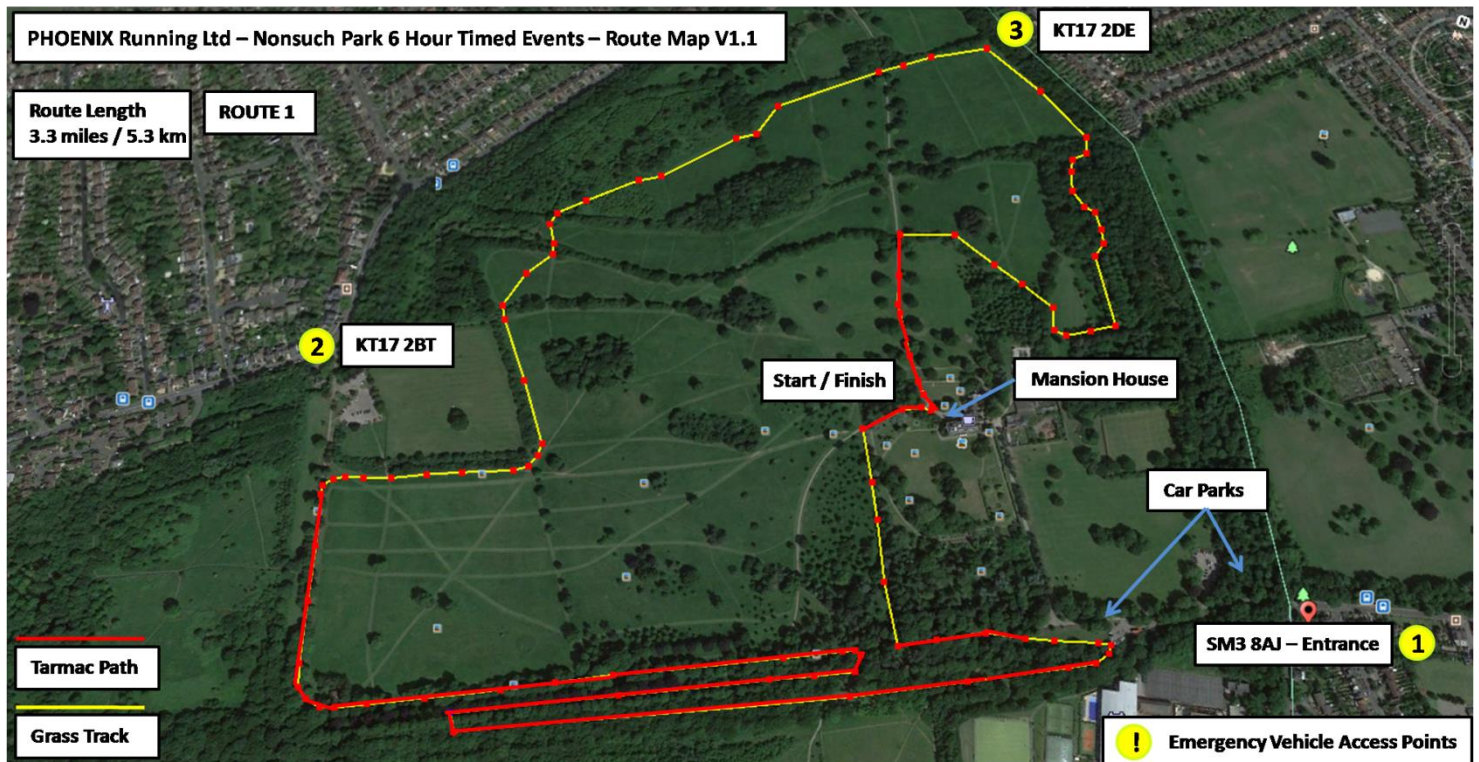 PHOENIX Running Ltd – Nonsuch Park 6 Hour Timed Events – Route Map V1.1
3
KT17 2DE
N
Route Length
3.3 miles / 5.3 km
ROUTE 1
2
KT17 2BT
Start / Finish
Mansion House
Car Parks
SM3 8AJ – Entrance
1
Tarmac Path
Grass Track
! Emergency Vehicle Access Points